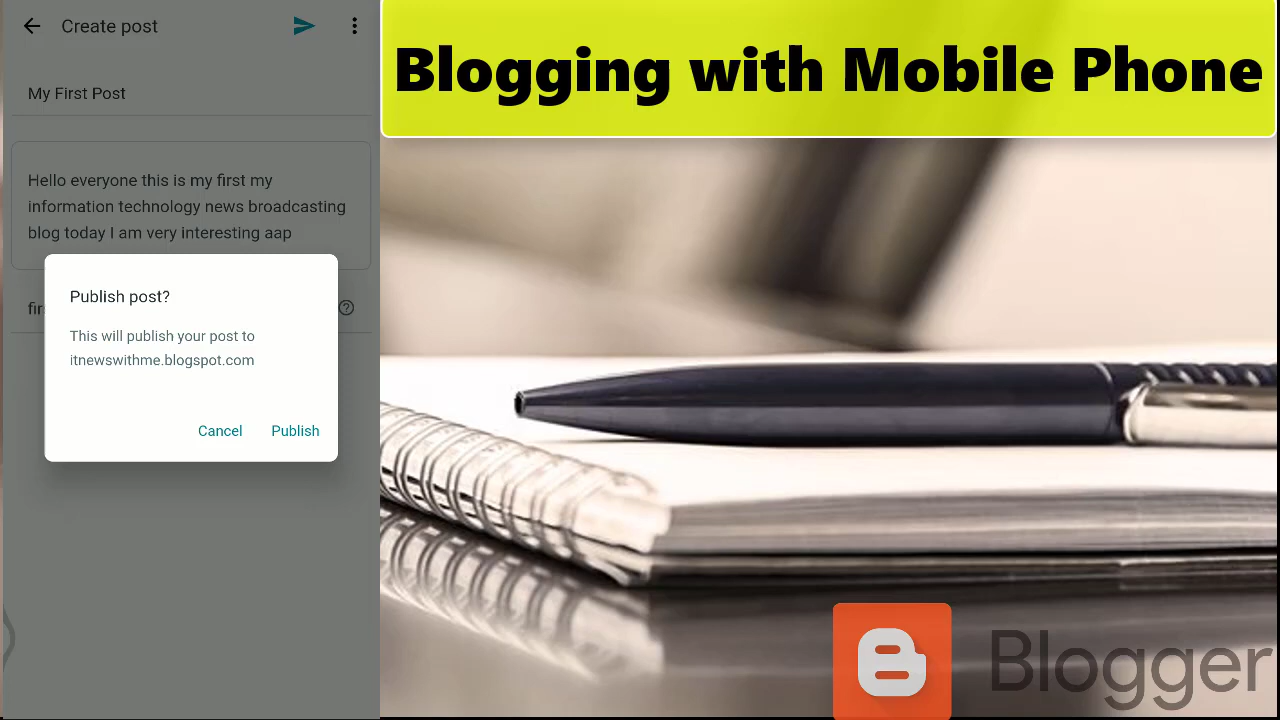 Create post
My First Post
Hello everyone this is my first my
information technology news broadcasting
blog today I am very interesting aap
fir
Publish post?
This will publish your post to
itnewswithme.blogspot.com
Cancel Publish
Blogging with Mobile Phone
Blogger